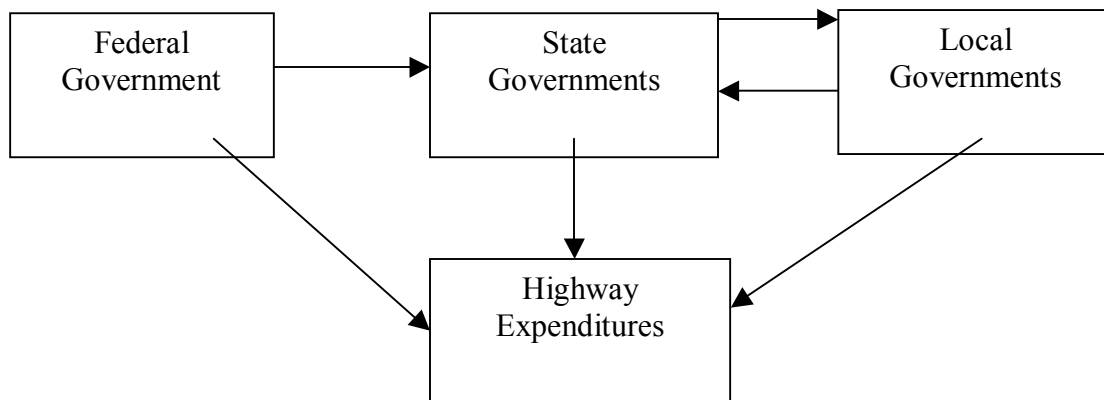 Federal
Government
State
Governments
Local
Governments
Highway
Expenditures